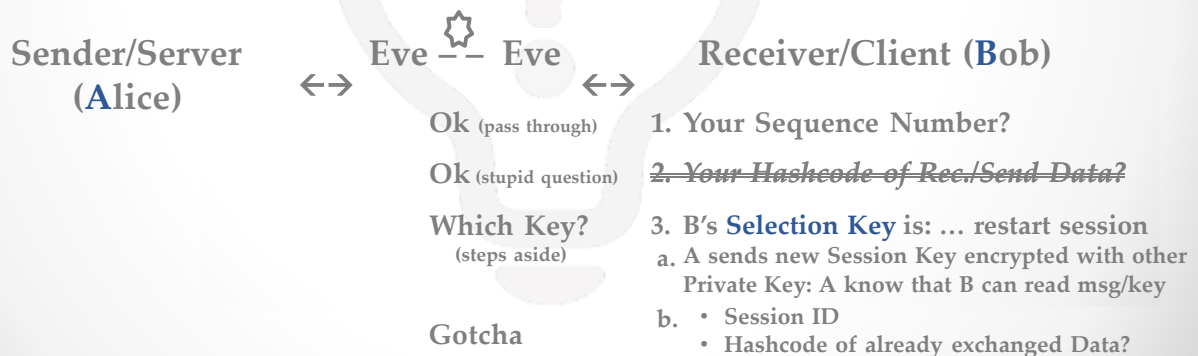 Sender/Server
(Alice)
←→
Eve – – Eve
←→
Receiver/Client (Bob)
Ok (pass through)
1. Your Sequence Number?
Ok (stupid question)
2. Your Hashcode of Rec./Send Data?
Which Key?
(steps aside)
3. B's Selection Key is: … restart session
a. A sends new Session Key encrypted with other
Private Key: A know that B can read msg/key
Gotcha
b. • Session ID
• Hashcode of already exchanged Data?